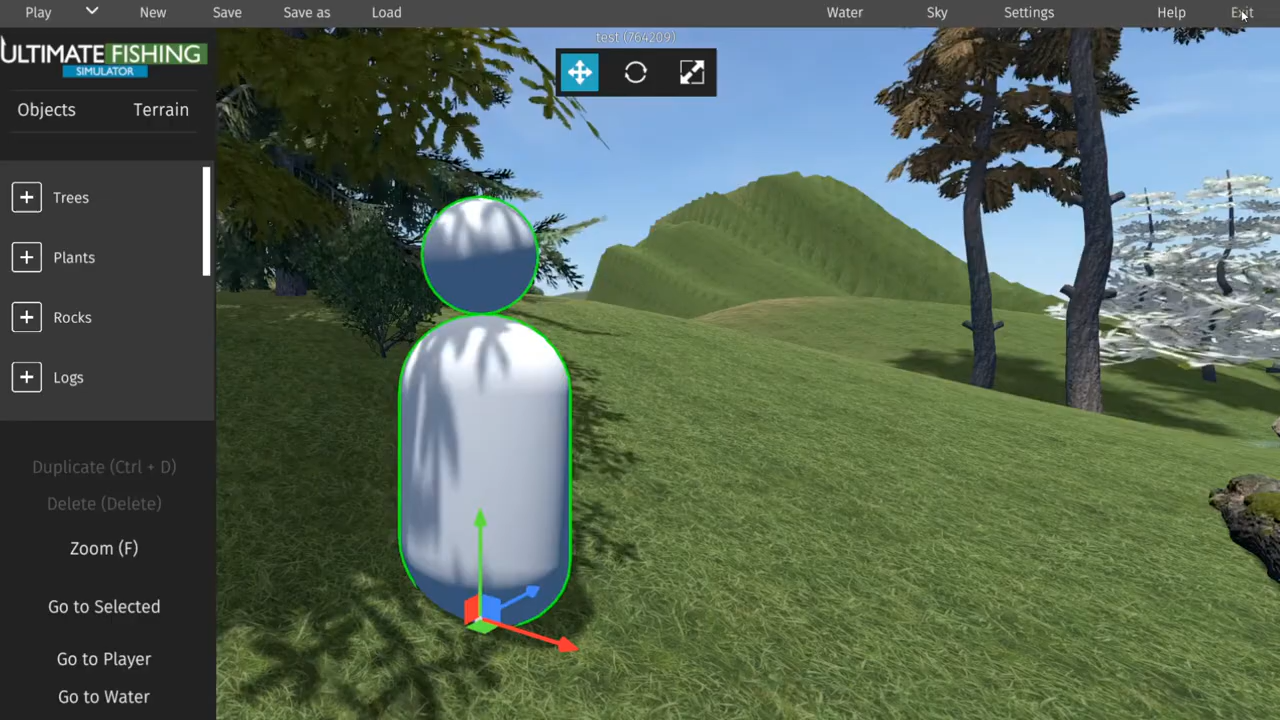 Play New Save Save as Load Water Sky Settings Help Exit
test (764209)
ULTIMATE FISHING
SIMULATOR
Objects Terrain
Trees
Plants
Rocks
Logs
Duplicate (Ctrl + D)
Delete (Delete)
Zoom (F)
Go to Selected
Go to Player
Go to Water